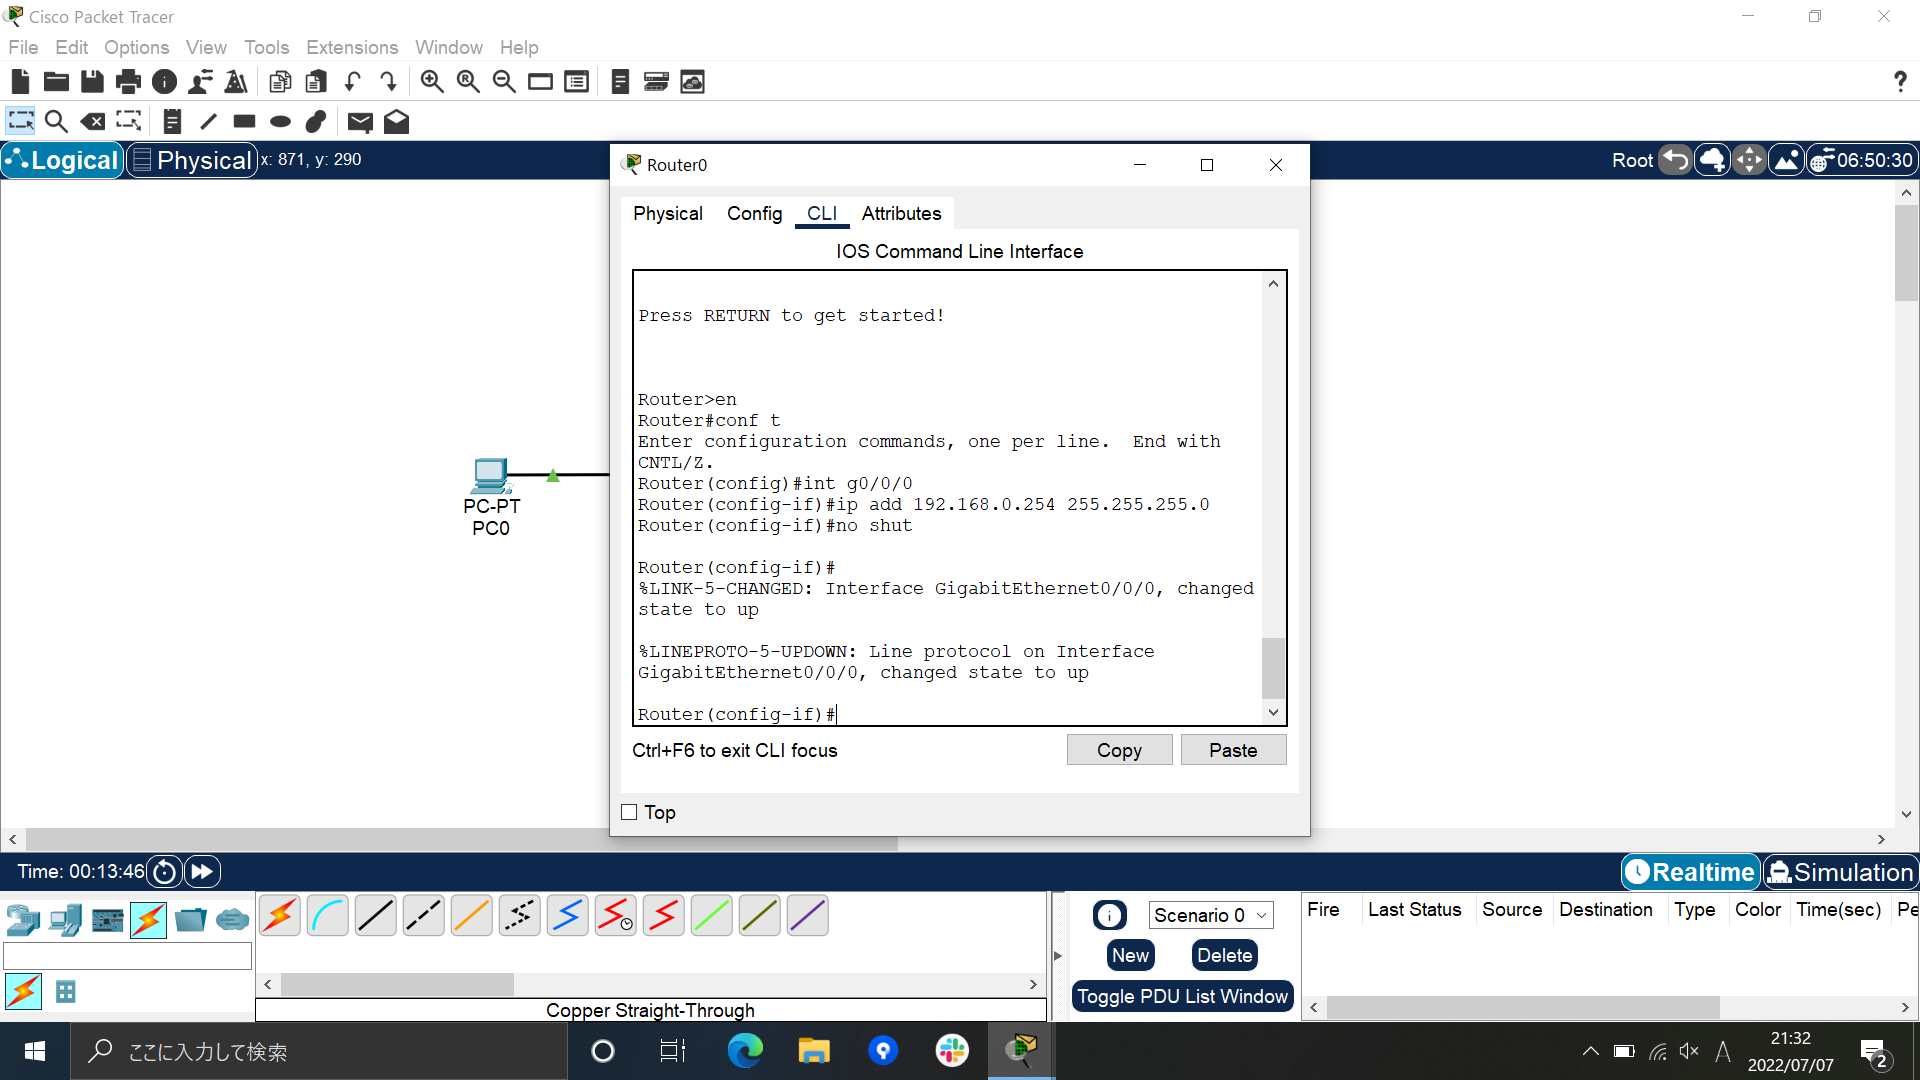 Cisco Packet Tracer
File Edit Options View Tools Extensions Window Help
Logical Physical x: 871, y: 290
Root 06:50:30
Router0
Physical Config CLI Attributes
IOS Command Line Interface
Press RETURN to get started!
Router>en
Router#conf t
Enter configuration commands, one per line.  End with
CNTL/Z.
Router(config)#int g0/0/0
Router(config-if)#ip add 192.168.0.254 255.255.255.0
Router(config-if)#no shut
Router(config-if)#
%LINK-5-CHANGED: Interface GigabitEthernet0/0/0, changed
state to up
%LINEPROTO-5-UPDOWN: Line protocol on Interface
GigabitEthernet0/0/0, changed state to up
Router(config-if)#
Ctrl+F6 to exit CLI focus
Copy Paste
Top
PC-PT
PC0
Time: 00:13:46
Realtime Simulation
Scenario 0
New Delete
Toggle PDU List Window
Fire Last Status Source Destination Type Color Time(sec) Pe
Copper Straight-Through
ここに入力して検索
A
21:32
2022/07/07
2